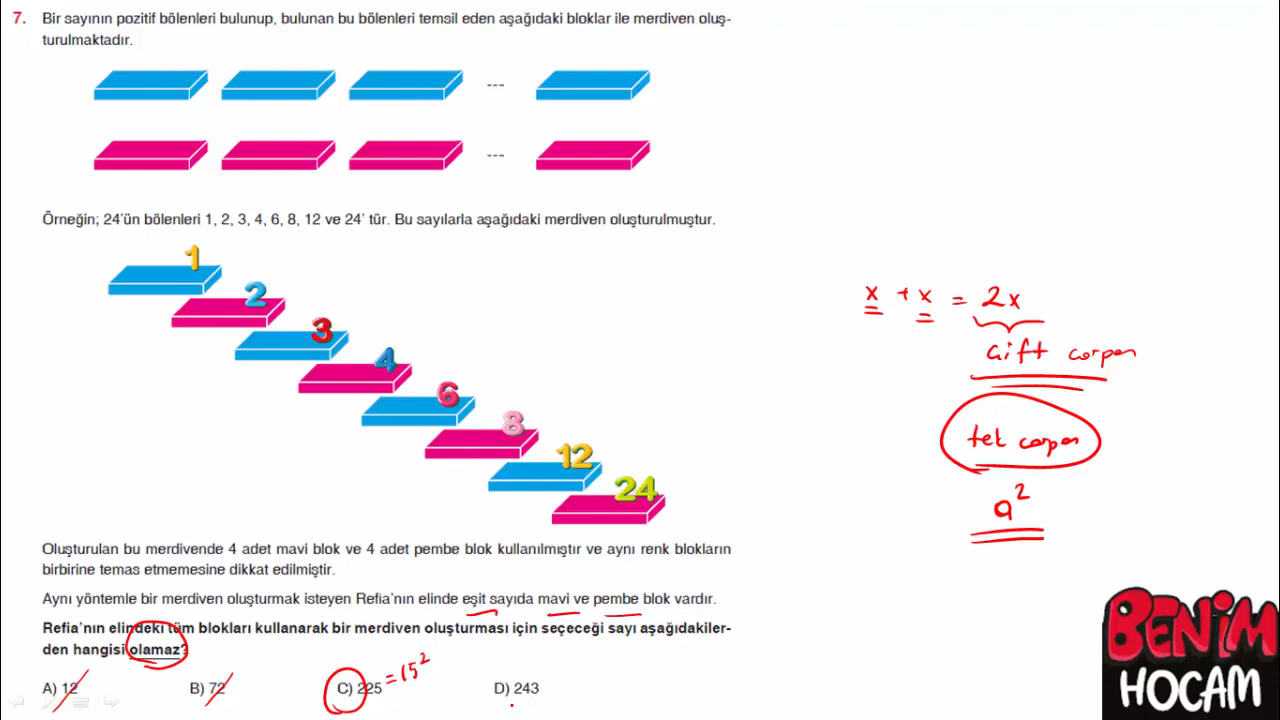 7. Bir sayının pozitif bölenleri bulunup, bulunan bu bölenleri temsil eden aşağıdaki bloklar ile merdiven oluş-
turulmaktadır.
---
---
Örneğin; 24'ün bölenleri 1, 2, 3, 4, 6, 8, 12 ve 24' tür. Bu sayılarla aşağıdaki merdiven oluşturulmuştur.
1
2
3
4
6
8
12
24
x + x = 2x
çift çarpan
tek çarpan
a²
Oluşturulan bu merdivende 4 adet mavi blok ve 4 adet pembe blok kullanılmıştır ve aynı renk blokların
birbirine temas etmemesine dikkat edilmiştir.
Aynı yöntemle bir merdiven oluşturmak isteyen Refia'nın elinde eşit sayıda mavi ve pembe blok vardır.
Refia'nın elindeki tüm blokları kullanarak bir merdiven oluşturması için seçeceği sayı aşağıdakiler-
den hangisi olamaz?
A) 12 B) 72 C) 225 = 15² D) 243
BENİM
HOCAM